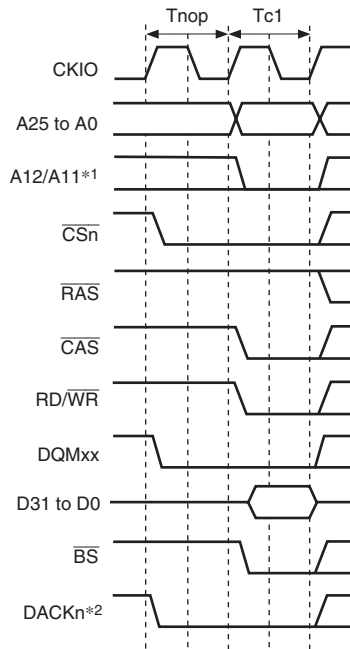 Tnop Tc1
CKIO
A25 to A0
A12/A11*1
CSn
RAS
CAS
RD/WR
DQMxx
D31 to D0
BS
DACKn*2